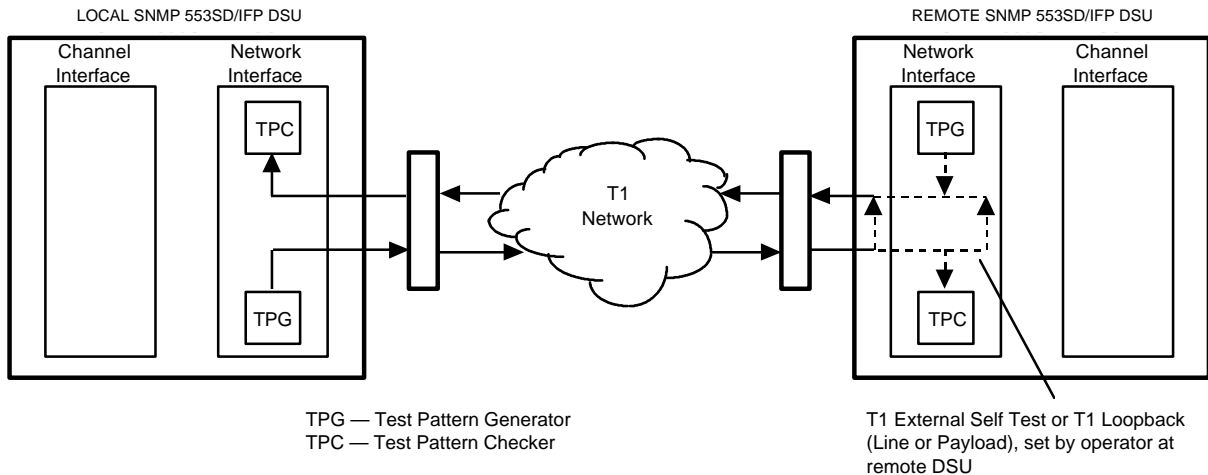 LOCAL SNMP 553SD/IFP DSU
REMOTE SNMP 553SD/IFP DSU
Channel
Interface
Network
Interface
Network
Interface
Channel
Interface
TPC
TPG
T1
Network
TPG
TPC
TPG — Test Pattern Generator
TPC — Test Pattern Checker
T1 External Self Test or T1 Loopback
(Line or Payload), set by operator at
remote DSU